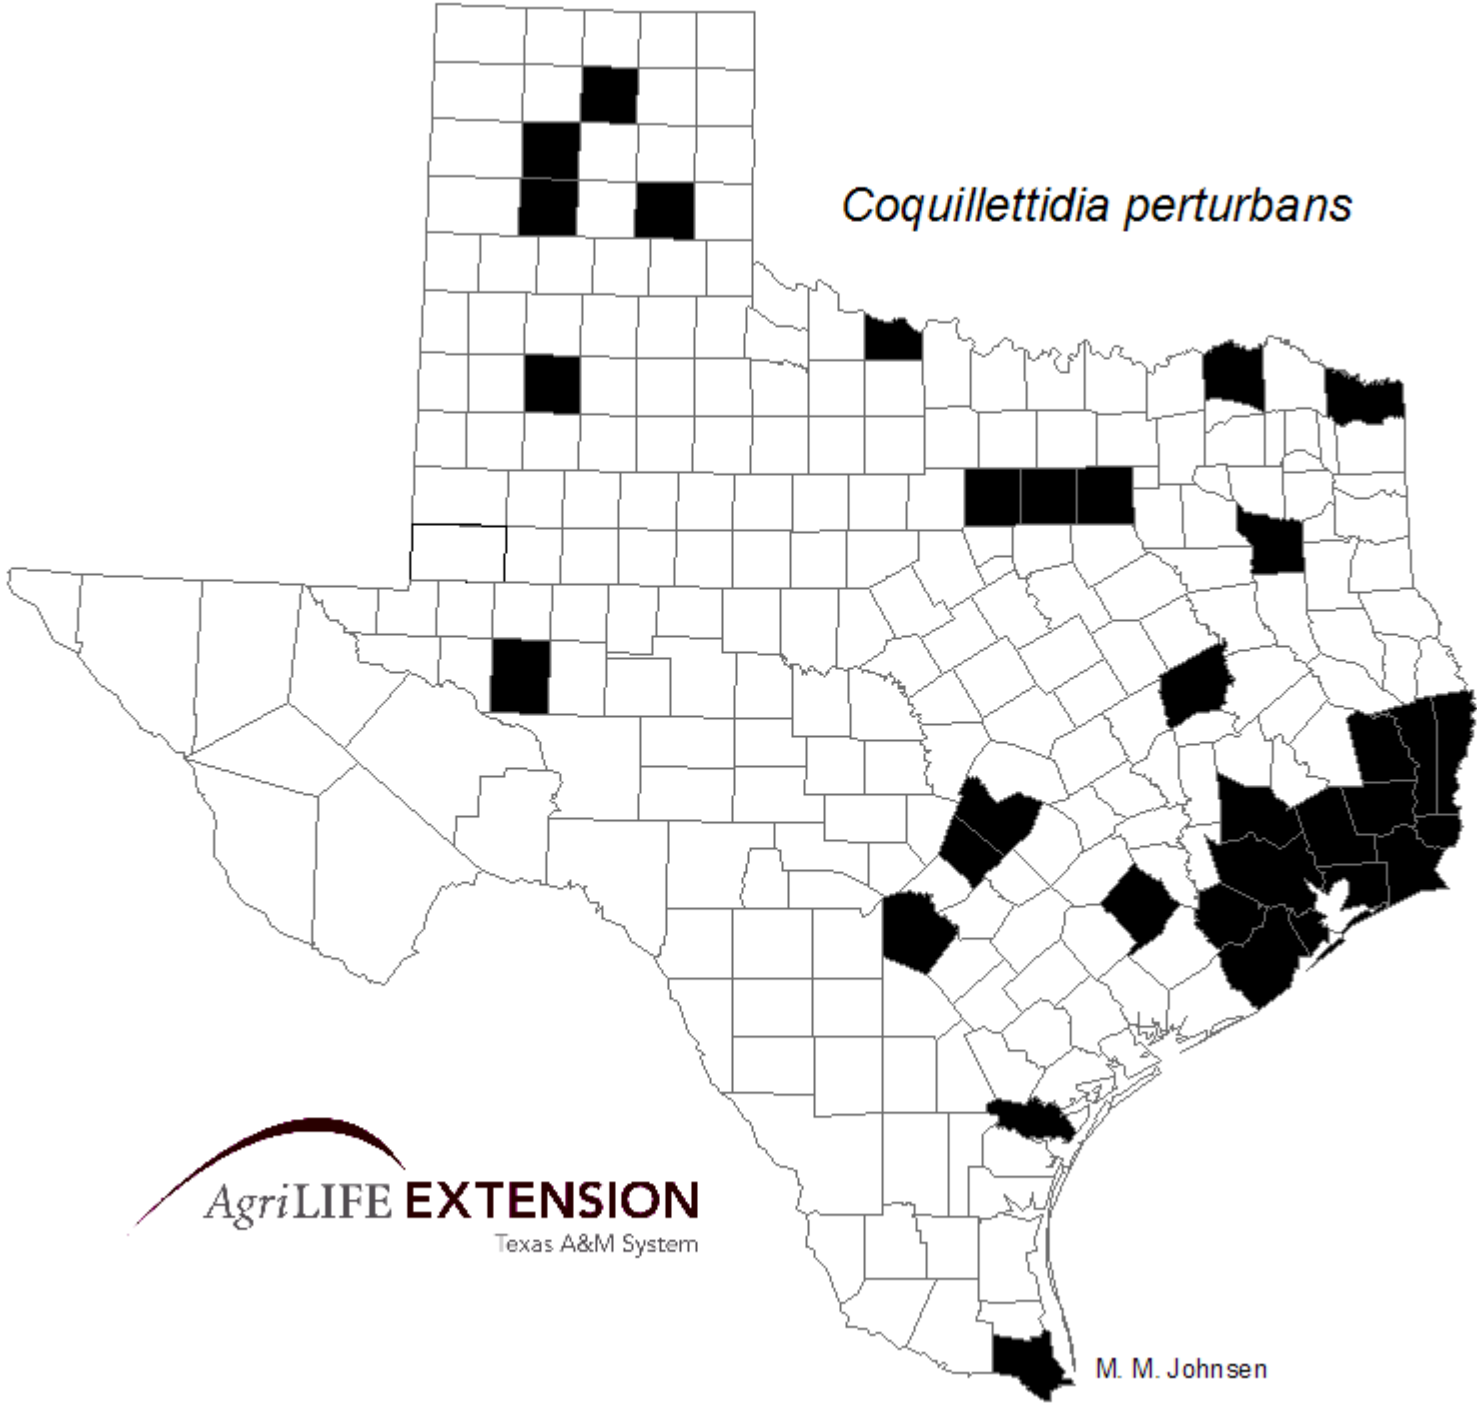 Coquillettidia perturbans
AgriLIFE EXTENSION
Texas A&M System
M. M. Johnsen